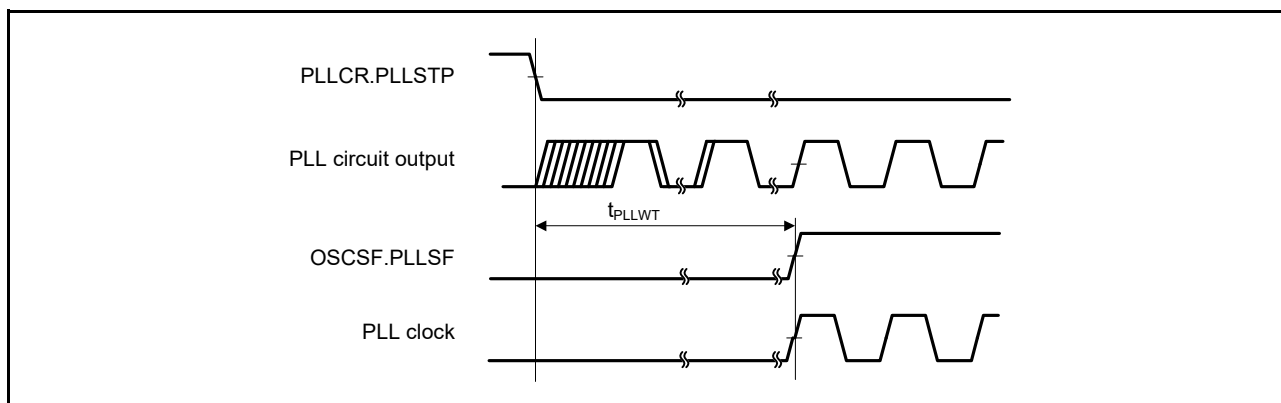 PLLCR.PLLSTP
PLL circuit output
tPLLWT
OSCSF.PLLSF
PLL clock